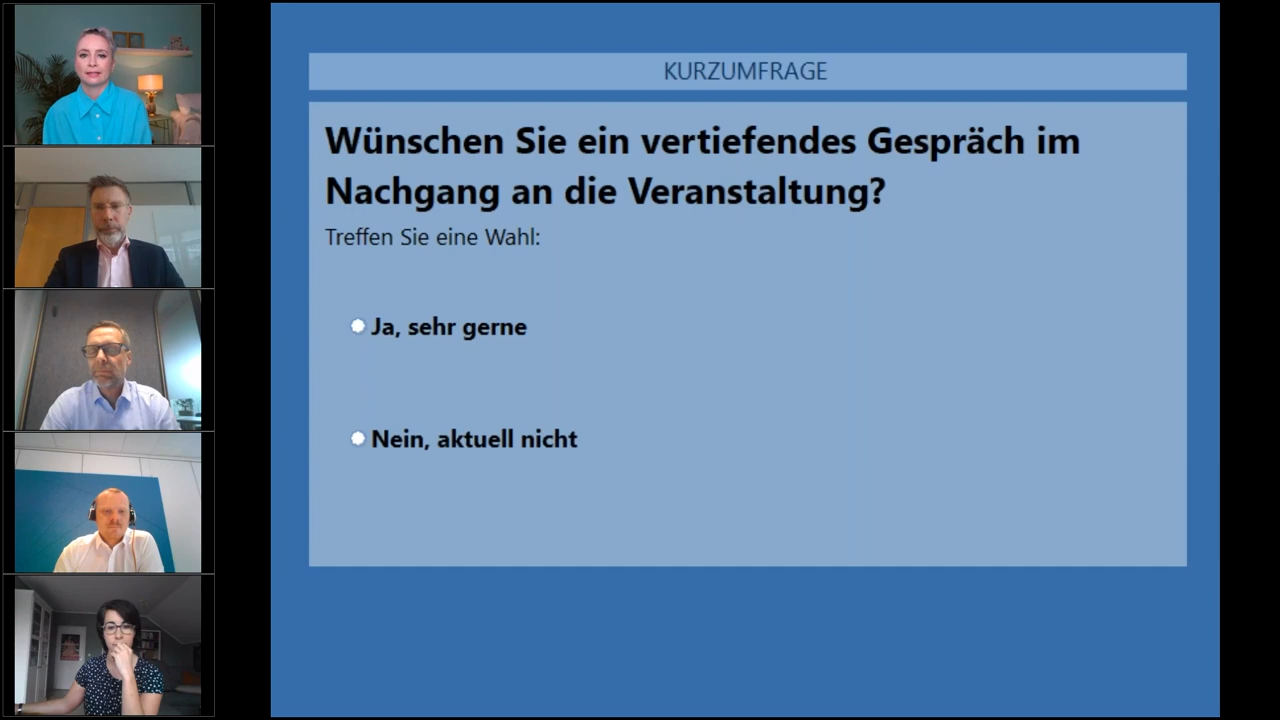 KURZUMFRAGE
Wünschen Sie ein vertiefendes Gespräch im
Nachgang an die Veranstaltung?
Treffen Sie eine Wahl:
Ja, sehr gerne
Nein, aktuell nicht